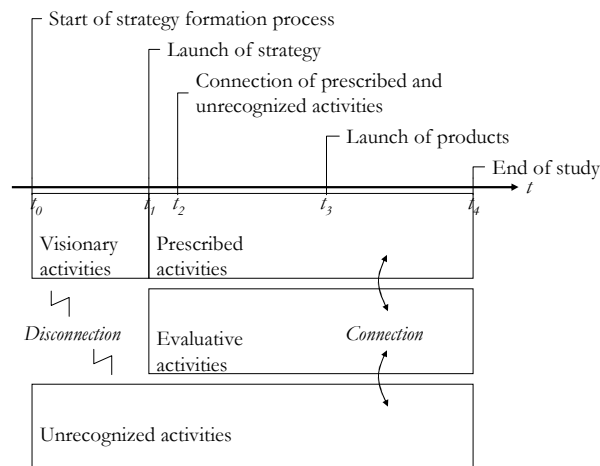 Start of strategy formation process
Launch of strategy
Connection of prescribed and
unrecognized activities
Launch of products
End of study
t
t0
t1
t2
t3
t4
Visionary
activities
Prescribed
activities
Disconnection
Evaluative
activities
Connection
Unrecognized activities